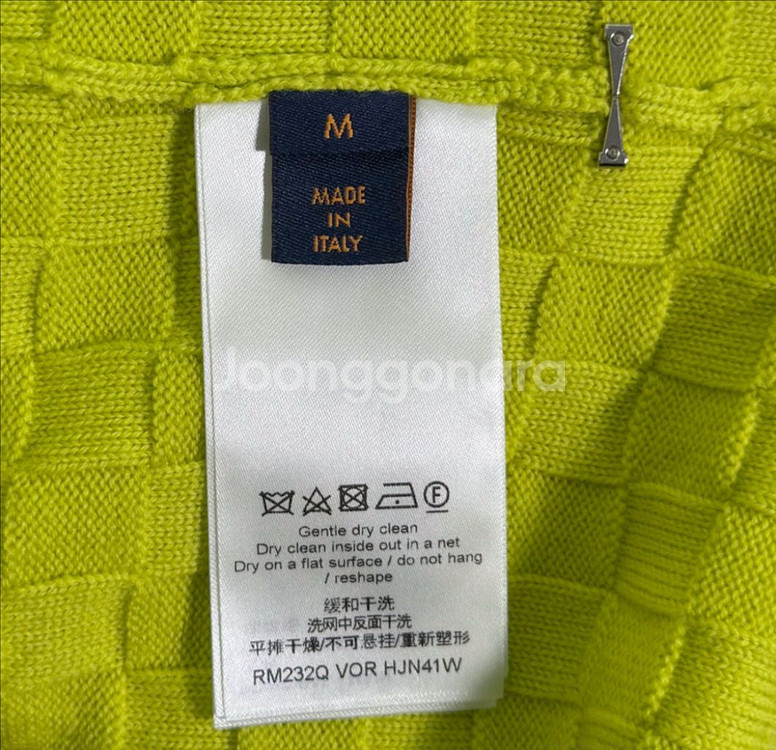 M
MADE
IN
ITALY
Joonggonara
F
Gentle dry clean
Dry clean inside out in a net
Dry on a flat surface / do not hang
/ reshape
缓和干洗
洗网中反面干洗
平摊干燥/不可悬挂/重新塑形
RM232Q VOR HJN41W